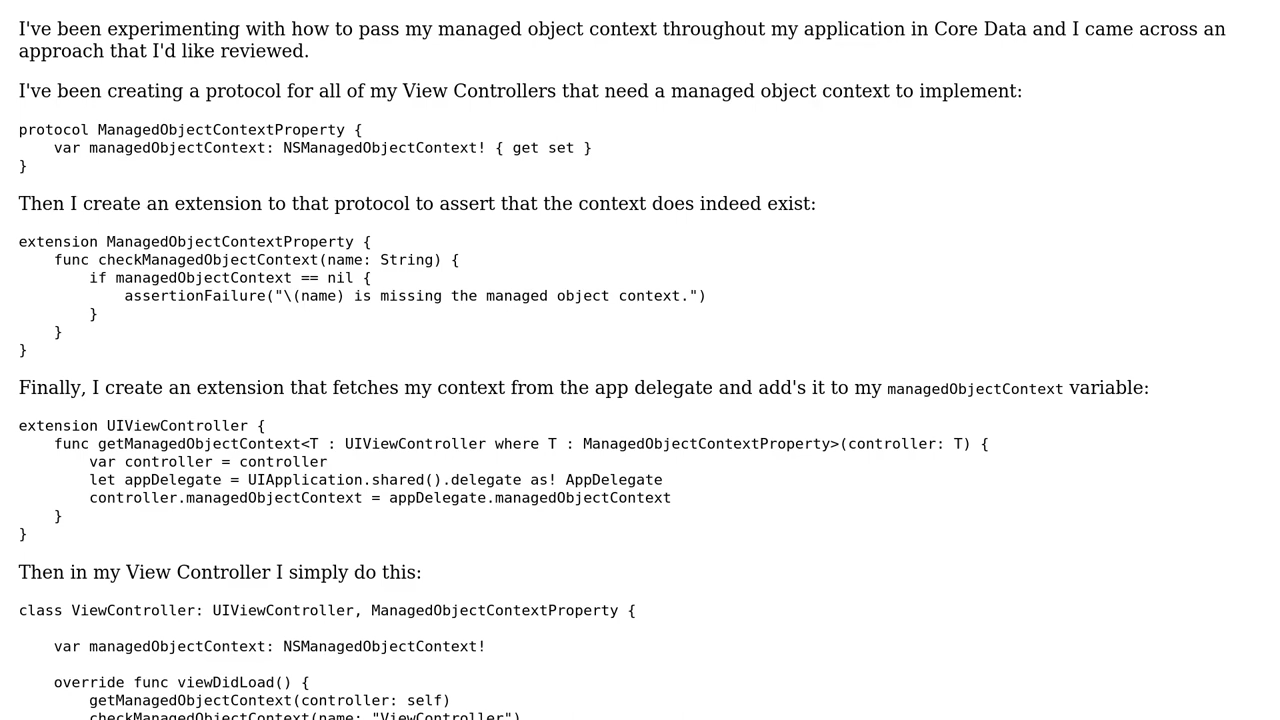 I've been experimenting with how to pass my managed object context throughout my application in Core Data and I came across an
approach that I'd like reviewed.
I've been creating a protocol for all of my View Controllers that need a managed object context to implement:
protocol ManagedObjectContextProperty {
    var managedObjectContext: NSManagedObjectContext! { get set }
}
Then I create an extension to that protocol to assert that the context does indeed exist:
extension ManagedObjectContextProperty {
    func checkManagedObjectContext(name: String) {
        if managedObjectContext == nil {
            assertionFailure("\(name) is missing the managed object context.")
        }
    }
}
Finally, I create an extension that fetches my context from the app delegate and add's it to my managedObjectContext variable:
extension UIViewController {
    func getManagedObjectContext<T : UIViewController where T : ManagedObjectContextProperty>(controller: T) {
        var controller = controller
        let appDelegate = UIApplication.shared().delegate as! AppDelegate
        controller.managedObjectContext = appDelegate.managedObjectContext
    }
}
Then in my View Controller I simply do this:
class ViewController: UIViewController, ManagedObjectContextProperty {
    var managedObjectContext: NSManagedObjectContext!
    override func viewDidLoad() {
        getManagedObjectContext(controller: self)
        checkManagedObjectContext(name: "ViewController")